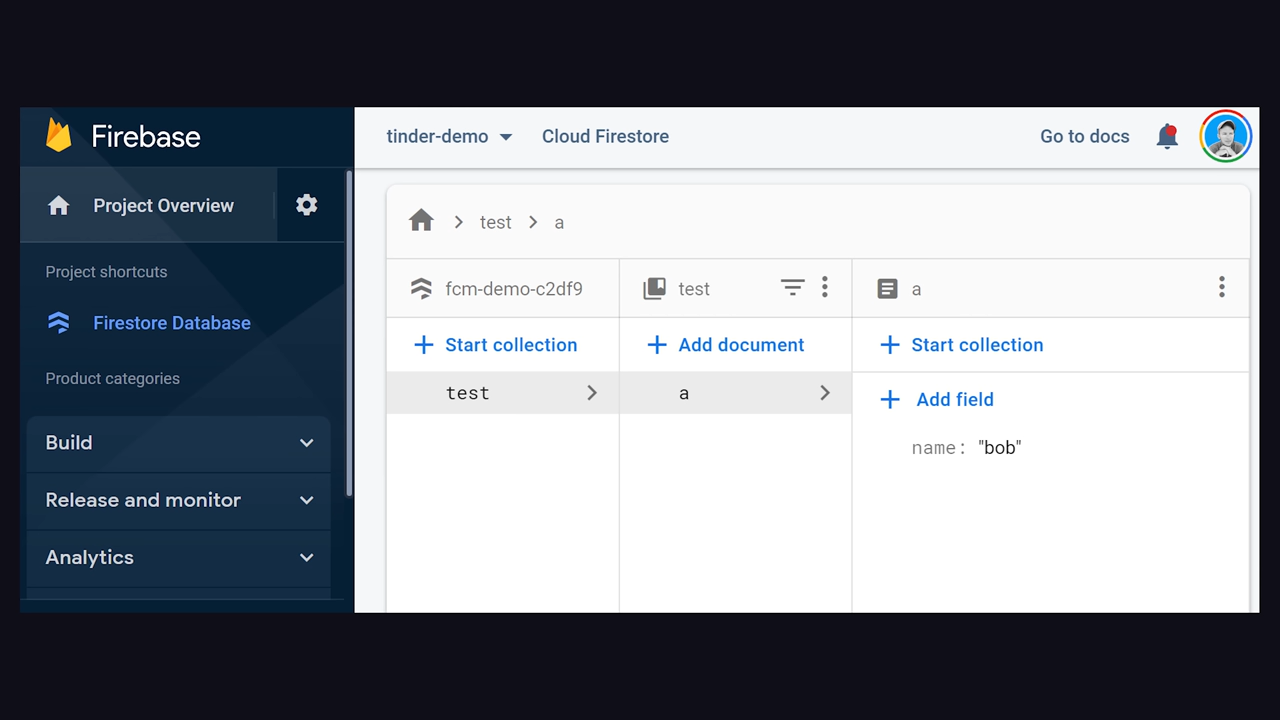 Firebase
tinder-demo
Cloud Firestore
Go to docs
Project Overview
Project shortcuts
Firestore Database
Product categories
Build
Release and monitor
Analytics
test
a
fcm-demo-c2df9
test
a
Start collection
Add document
Start collection
test
a
Add field
name: "bob"